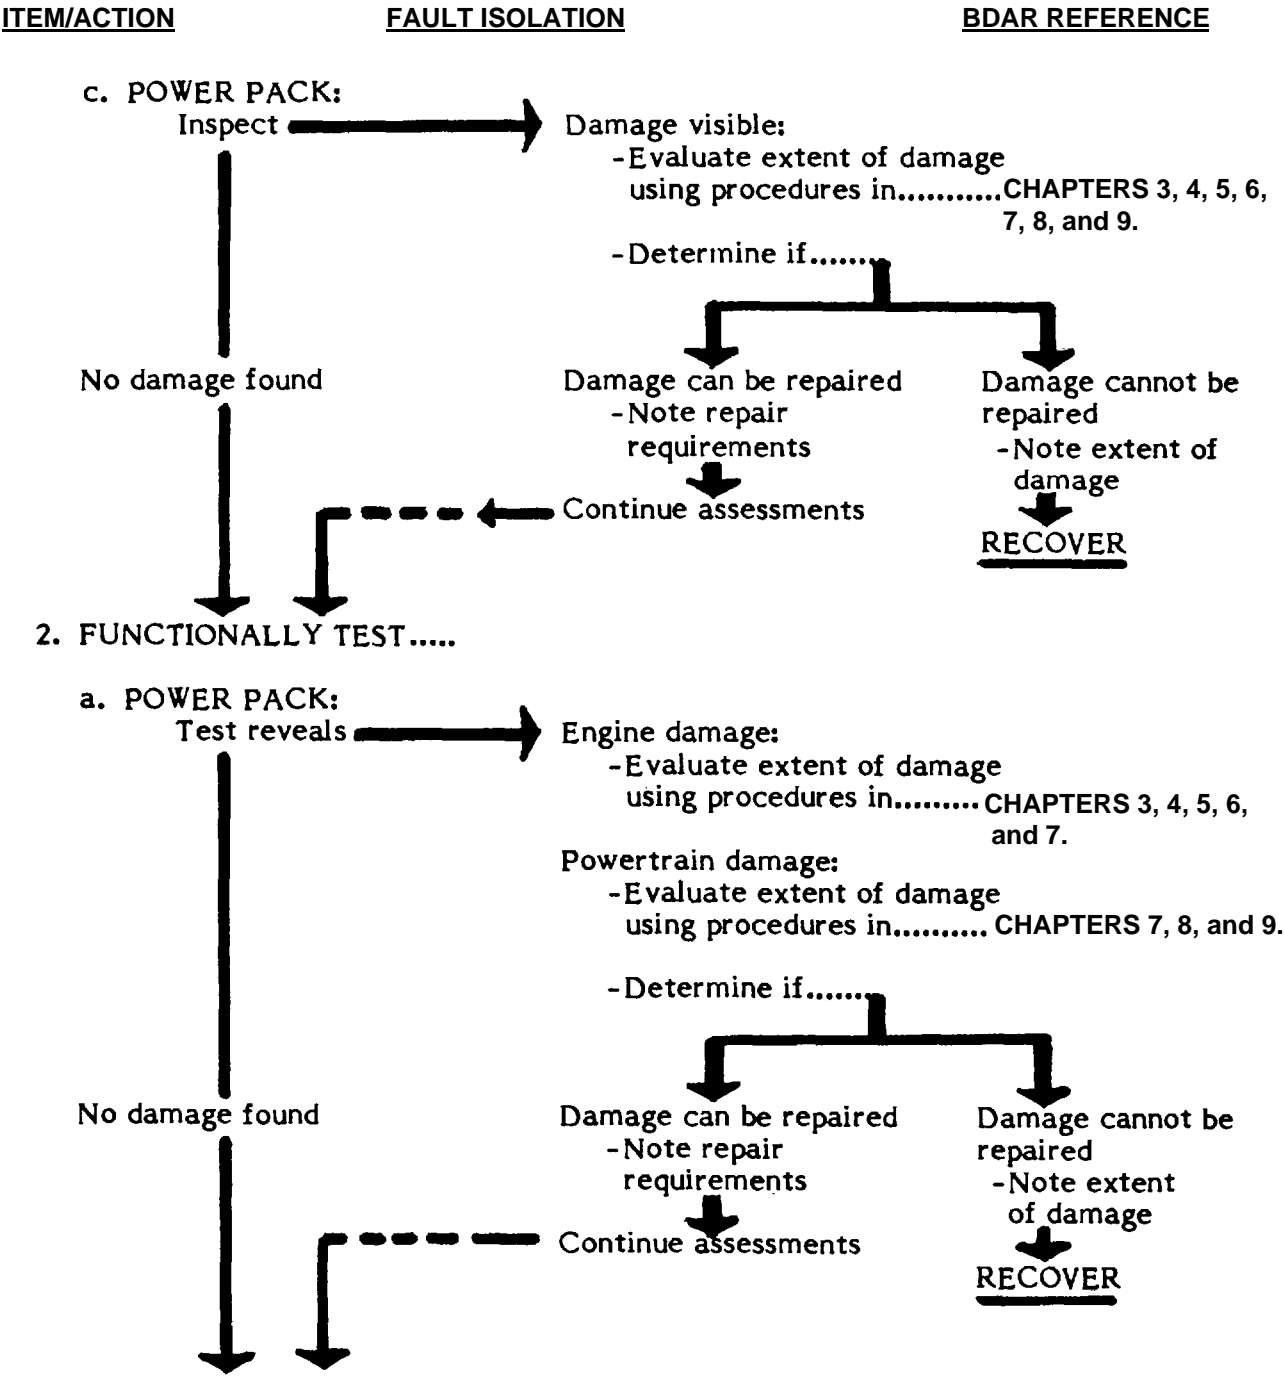 ITEM/ACTION FAULT ISOLATION BDAR REFERENCE
c. POWER PACK:
Inspect
Damage visible:
-Evaluate extent of damage
using procedures in...........CHAPTERS 3, 4, 5, 6,
7, 8, and 9.
-Determine if........
No damage found
Damage can be repaired
-Note repair
requirements
Continue assessments
Damage cannot be
repaired
-Note extent of
damage
RECOVER
2. FUNCTIONALLY TEST.....
a. POWER PACK:
Test reveals
Engine damage:
-Evaluate extent of damage
using procedures in.........CHAPTERS 3, 4, 5, 6,
and 7.
Powertrain damage:
-Evaluate extent of damage
using procedures in..........CHAPTERS 7, 8, and 9.
-Determine if........
No damage found
Damage can be repaired
-Note repair
requirements
Continue assessments
Damage cannot be
repaired
-Note extent
of damage
RECOVER